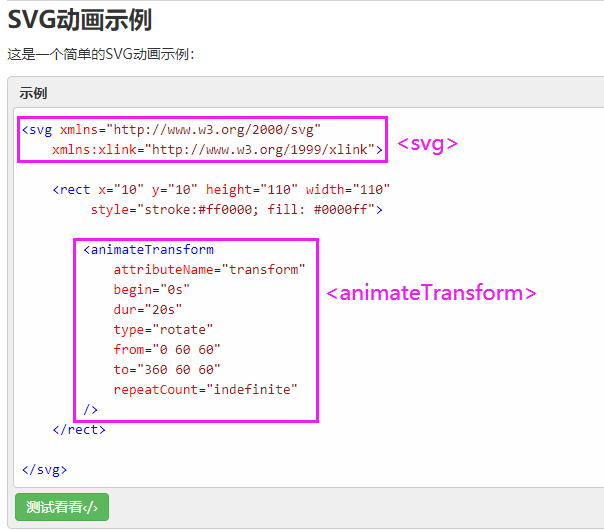 SVG动画示例
这是一个简单的SVG动画示例：
示例
<svg xmlns="http://www.w3.org/2000/svg"
xmlns:xlink="http://www.w3.org/1999/xlink">
<svg>
<rect x="10" y="10" height="110" width="110"
style="stroke:#ff0000; fill: #0000ff">
<animateTransform
attributeName="transform"
begin="0s"
dur="20s"
type="rotate"
from="0 60 60"
to="360 60 60"
repeatCount="indefinite"
/>
<animateTransform>
</rect>
</svg>
测试看看</>